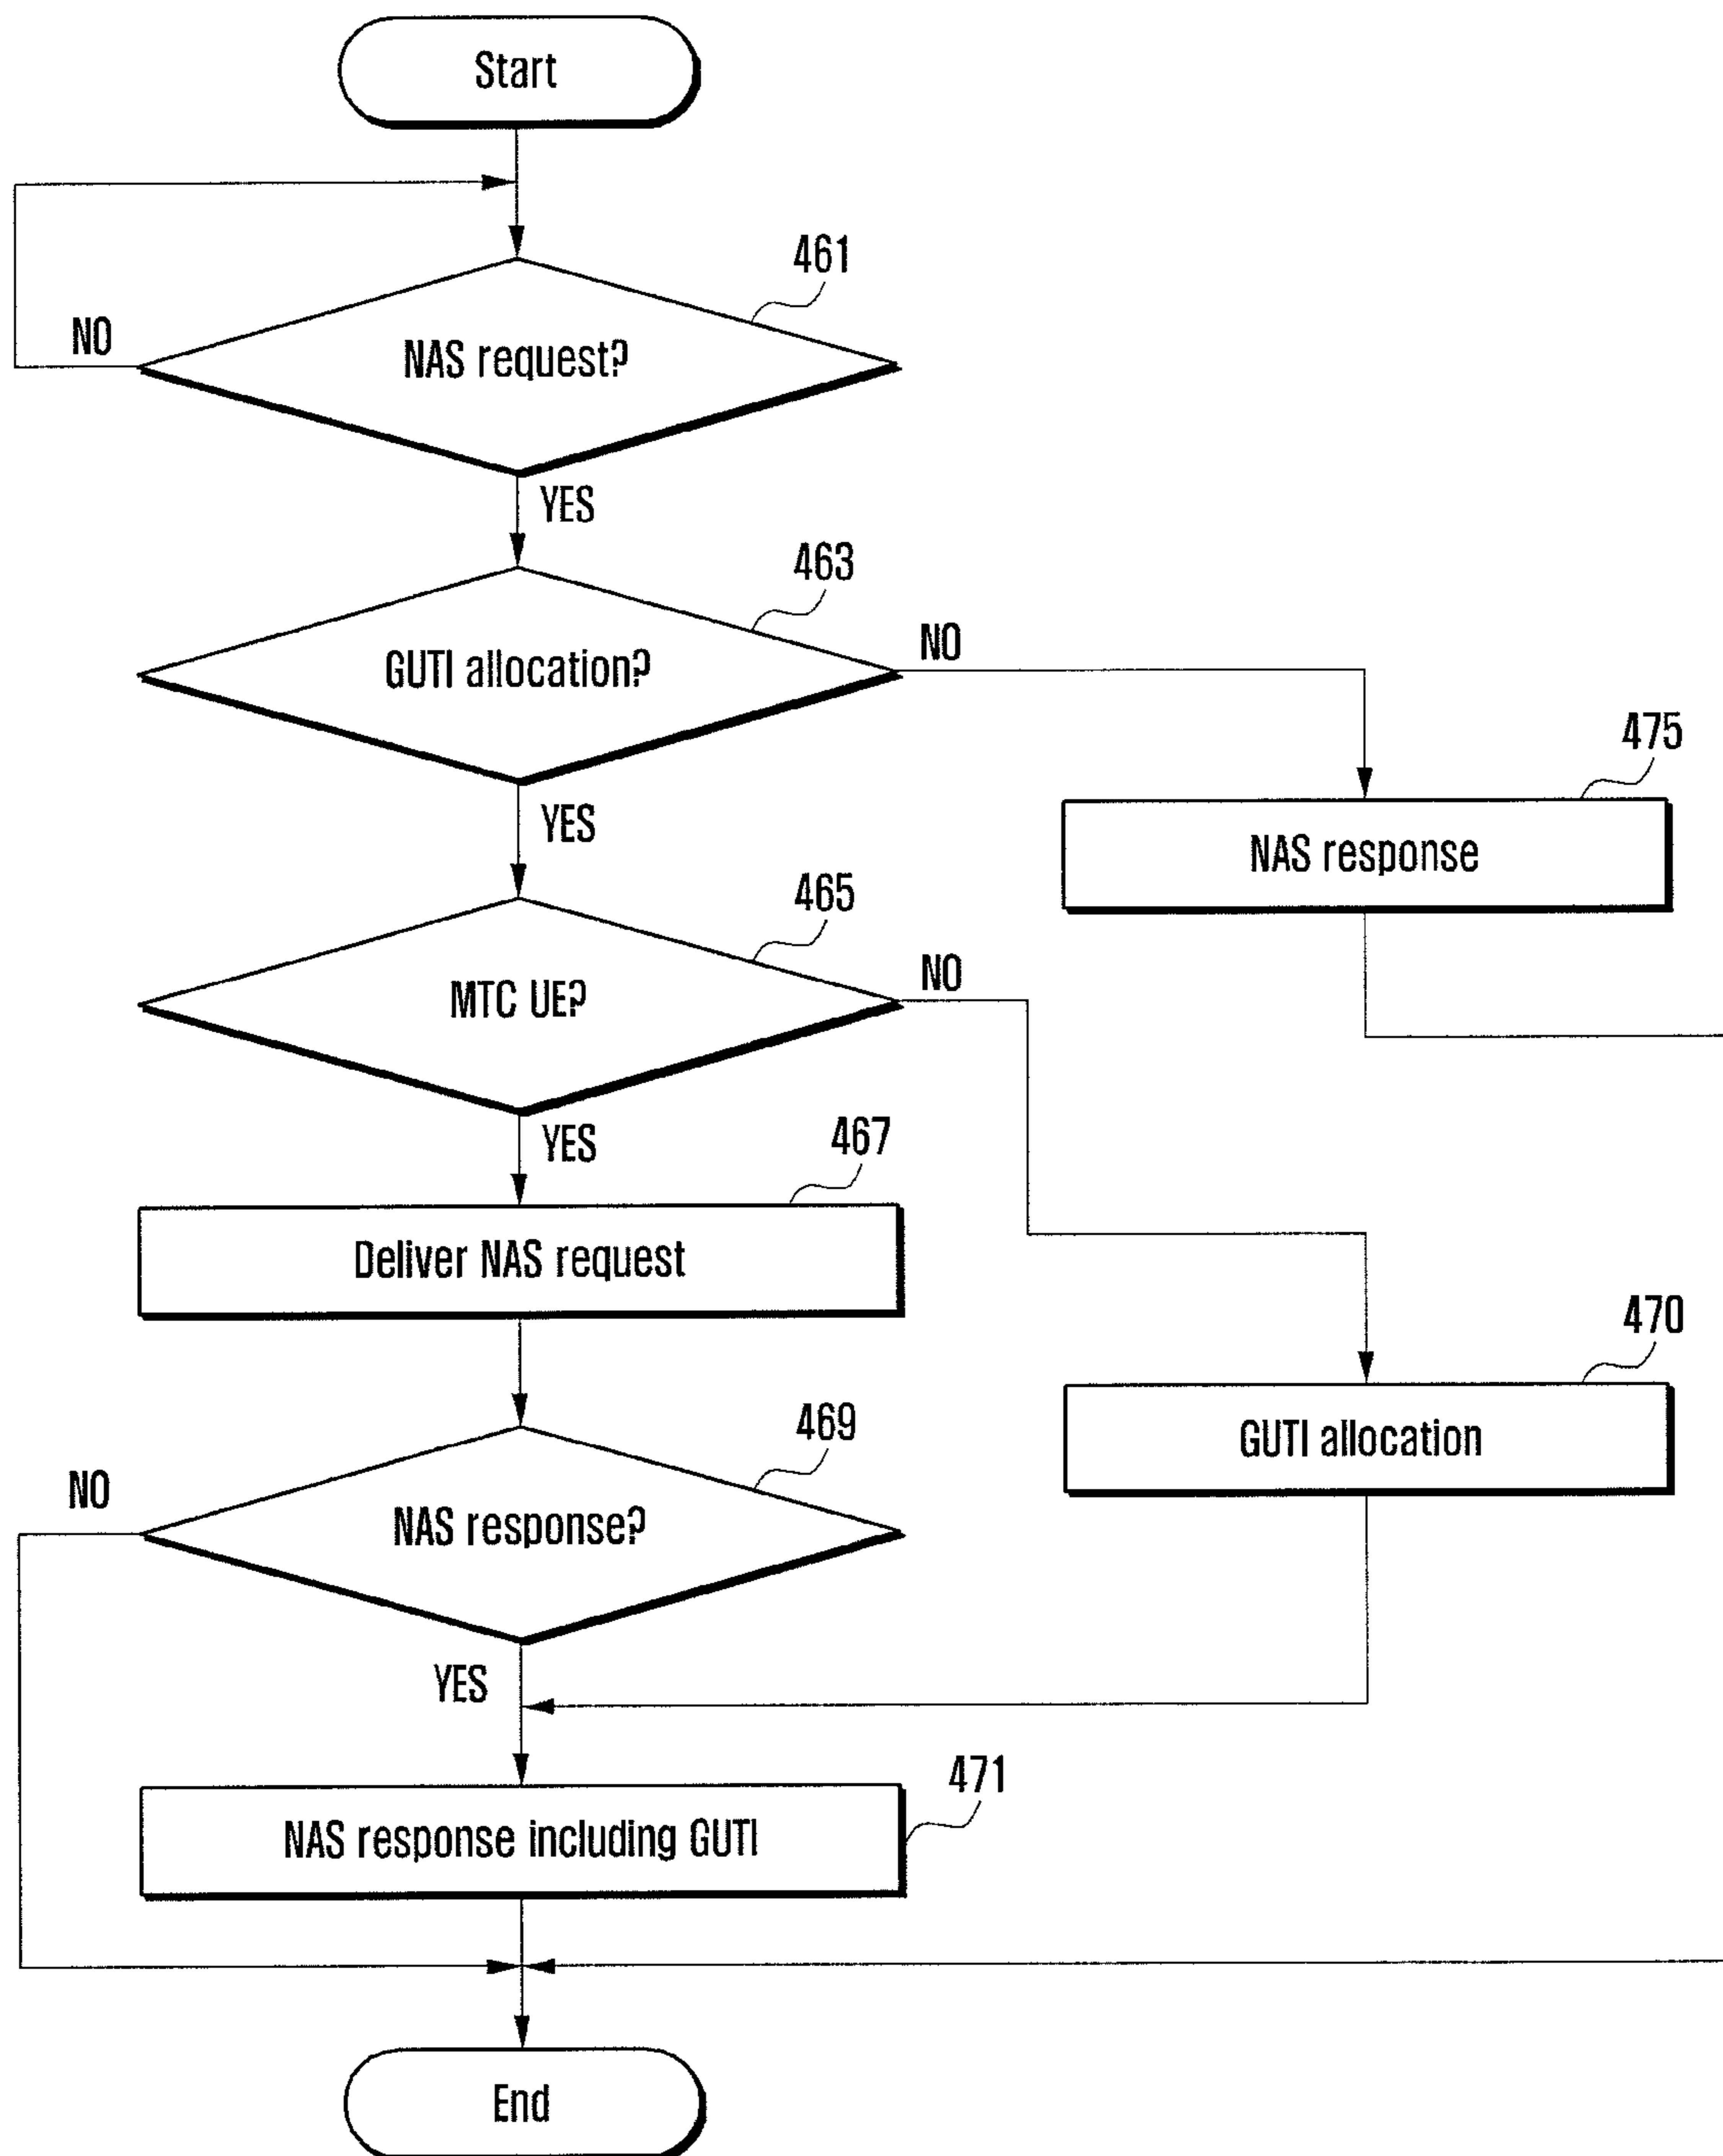 Start
461
NO
NAS request?
YES
463
NO
GUTI allocation?
475
YES
NAS response
465
NO
MTC UE?
YES
467
Deliver NAS request
470
469
GUTI allocation
NO
NAS response?
YES
471
NAS response including GUTI
End